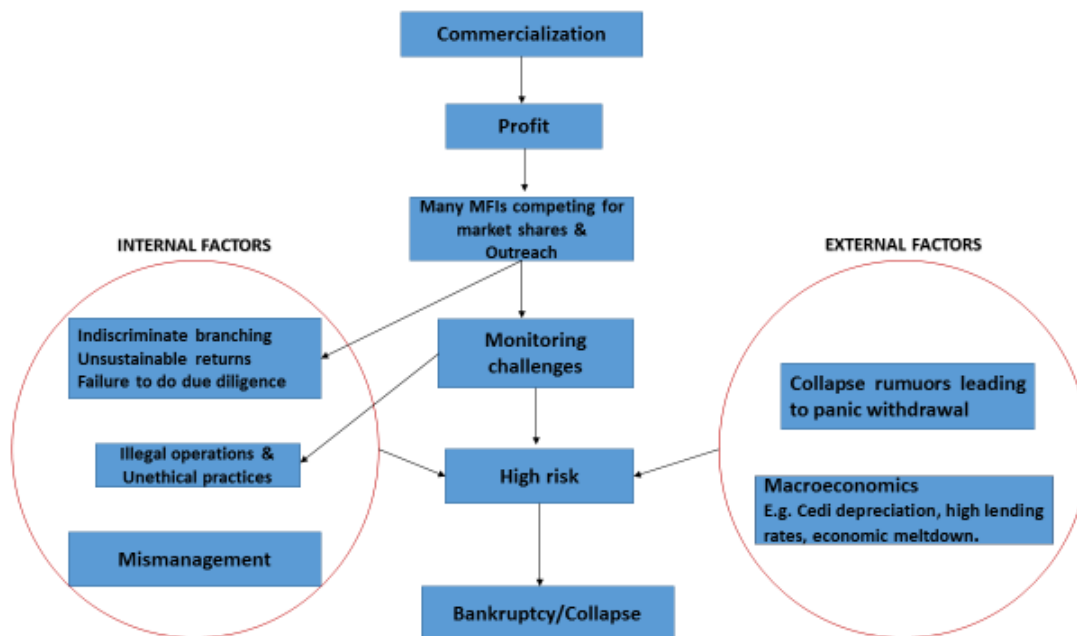 Commercialization
Profit
Many MFIs competing for
market shares &
Outreach
INTERNAL FACTORS
EXTERNAL FACTORS
Indiscriminate branching
Unsustainable returns
Failure to do due diligence
Monitoring
challenges
Collapse rumuors leading
to panic withdrawal
Illegal operations &
Unethical practices
High risk
Macroeconomics
E.g. Cedi depreciation, high lending
rates, economic meltdown.
Mismanagement
Bankruptcy/Collapse